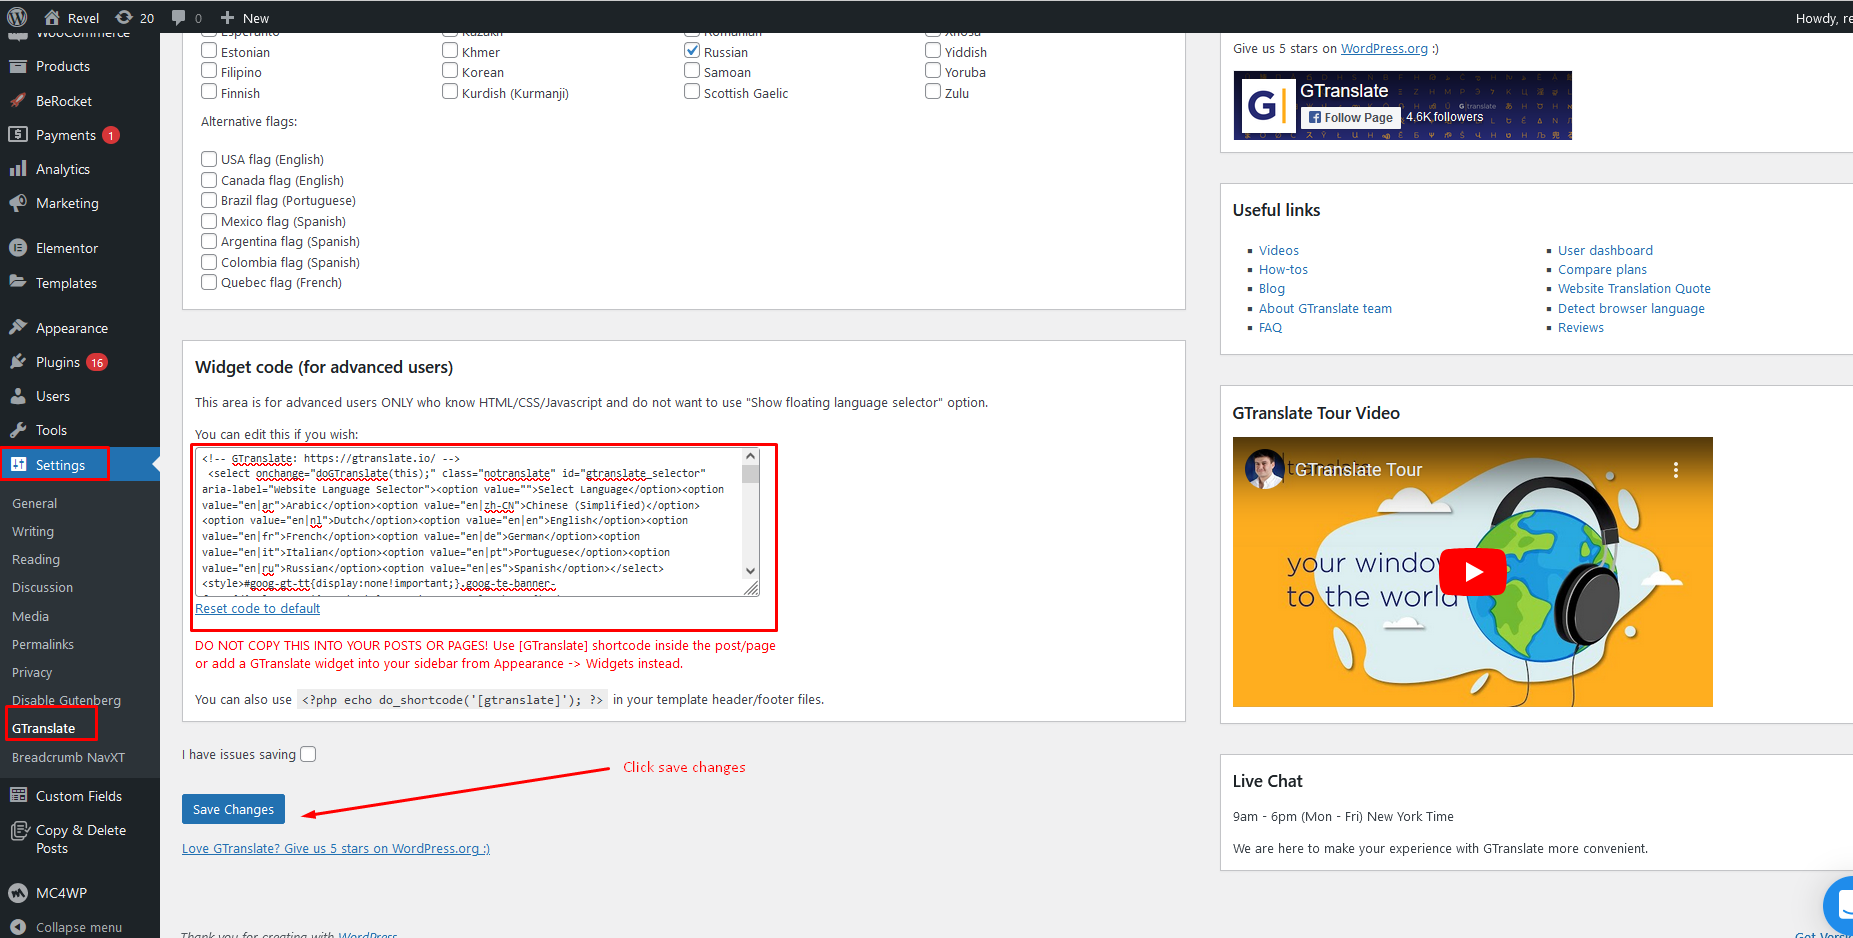 Revel
20
0
New
Howdy, re
WooCommerce
Products
BeRocket
Payments 1
Analytics
Marketing
Elementor
Templates
Appearance
Plugins 16
Users
Tools
Settings
General
Writing
Reading
Discussion
Media
Permalinks
Privacy
Disable Gutenberg
GTranslate
Breadcrumb NavXT
Custom Fields
Copy & Delete
Posts
MC4WP
Collapse menu
Esperanto
Kazakh
Romanian
Xhosa
Estonian
Khmer
Russian
Yiddish
Filipino
Korean
Samoan
Yoruba
Finnish
Kurdish (Kurmanji)
Scottish Gaelic
Zulu
Alternative flags:
USA flag (English)
Canada flag (English)
Brazil flag (Portuguese)
Mexico flag (Spanish)
Argentina flag (Spanish)
Colombia flag (Spanish)
Quebec flag (French)
Widget code (for advanced users)
This area is for advanced users ONLY who know HTML/CSS/Javascript and do not want to use "Show floating language selector" option.
You can edit this if you wish:
<!-- GTranslate: https://gtranslate.io/ -->
<select onchange="doGTranslate(this);" class="notranslate" id="gtranslate_selector"
aria-label="Website Language Selector"><option value="">Select Language</option><option
value="en|ar">Arabic</option><option value="en|zh-CN">Chinese (Simplified)</option>
<option value="en|nl">Dutch</option><option value="en|en">English</option><option
value="en|fr">French</option><option value="en|de">German</option><option
value="en|it">Italian</option><option value="en|pt">Portuguese</option><option
value="en|ru">Russian</option><option value="en|es">Spanish</option></select>
<style>#goog-gt-tt{display:none!important;}.goog-te-banner-
Reset code to default
DO NOT COPY THIS INTO YOUR POSTS OR PAGES! Use [GTranslate] shortcode inside the post/page
or add a GTranslate widget into your sidebar from Appearance -> Widgets instead.
You can also use <?php echo do_shortcode('[gtranslate]'); ?> in your template header/footer files.
I have issues saving
Click save changes
Save Changes
Love GTranslate? Give us 5 stars on WordPress.org :)
Thank you for creating with WordPress
Give us 5 stars on WordPress.org :)
G|
GTranslate
Follow Page
4.6K followers
G|translate
Useful links
Videos
How-tos
Blog
About GTranslate team
FAQ
User dashboard
Compare plans
Website Translation Quote
Detect browser language
Reviews
GTranslate Tour Video
GTranslate Tour
your window
to the world
Live Chat
9am - 6pm (Mon - Fri) New York Time
We are here to make your experience with GTranslate more convenient.
Get Versi